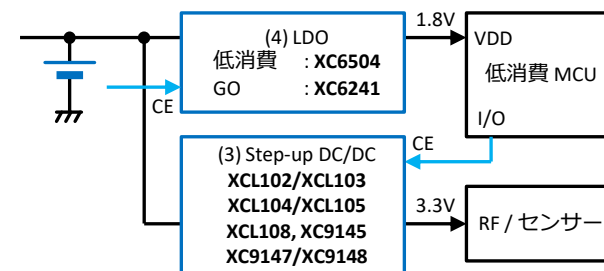 (4) LDO
低消費 : XC6504
GO : XC6241
CE
1.8V
VDD
低消費 MCU
I/O
CE
(3) Step-up DC/DC
XCL102/XCL103
XCL104/XCL105
XCL108, XC9145
XC9147/XC9148
3.3V
RF / センサー